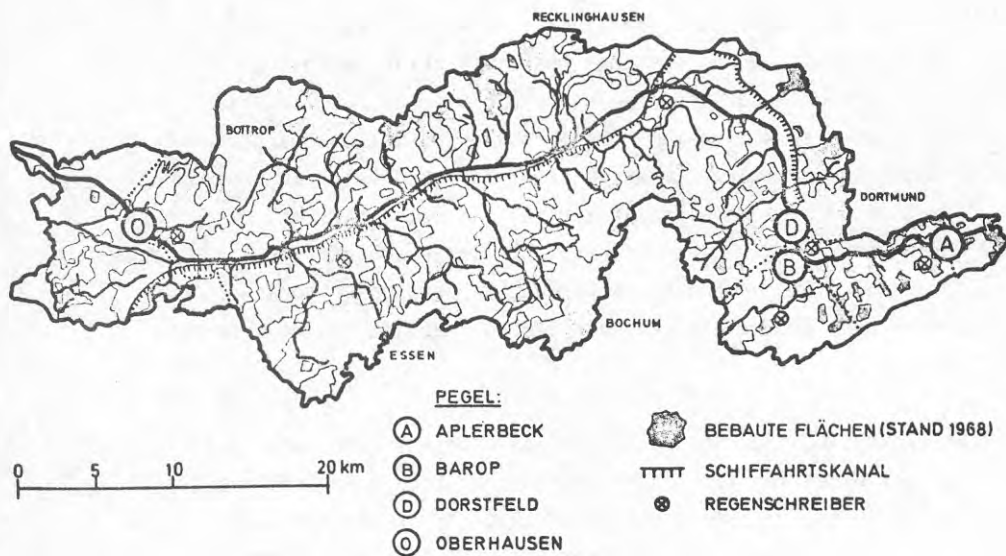 RECKLINGHAUSEN
BOTTROP
DORTMUND
O
D
A
B
BOCHUM
ESSEN
PEGEL:
A APLERBECK
BEBAUTE FLÄCHEN (STAND 1968)
0 5 10 20 km
B BAROP
SCHIFFAHRTSKANAL
D DORSTFELD
REGENSCHREIBER
O OBERHAUSEN